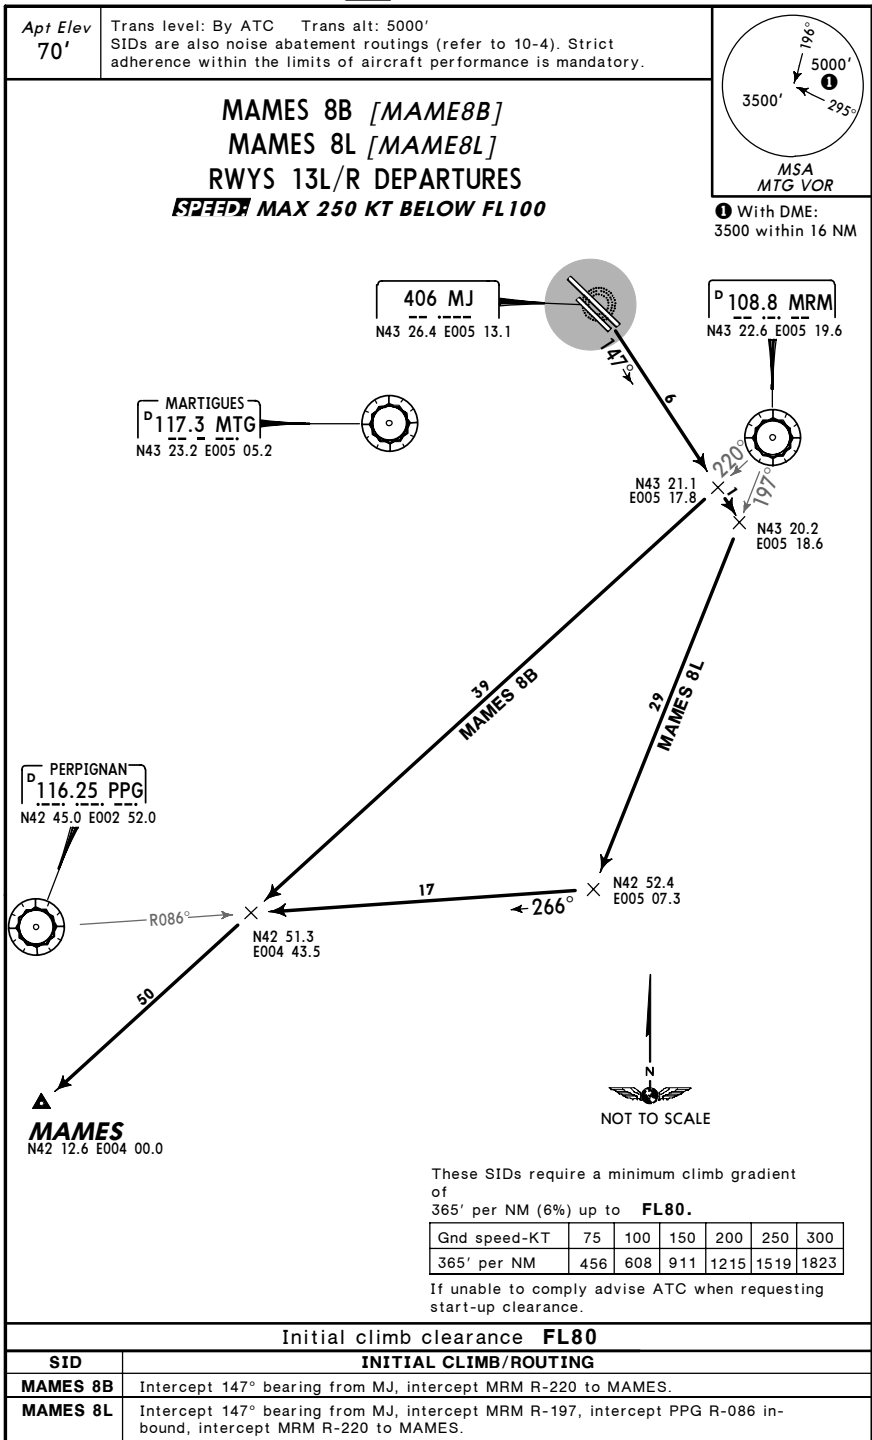 Apt Elev
70'
Trans level: By ATC Trans alt: 5000'
SIDs are also noise abatement routings (refer to 10-4). Strict
adherence within the limits of aircraft performance is mandatory.
196°
5000'
1
3500'
295°
MSA
MTG VOR
1 With DME:
3500 within 16 NM
MAMES 8B [MAME8B]
MAMES 8L [MAME8L]
RWYS 13L/R DEPARTURES
SPEED: MAX 250 KT BELOW FL100
406 MJ
N43 26.4 E005 13.1
D 108.8 MRM
N43 22.6 E005 19.6
147°
6
MARTIGUES
D 117.3 MTG
N43 23.2 E005 05.2
220°
197°
N43 21.1
E005 17.8
1
N43 20.2
E005 18.6
39
MAMES 8B
29
MAMES 8L
PERPIGNAN
D 116.25 PPG
N42 45.0 E002 52.0
R086°
17
266°
N42 52.4
E005 07.3
N42 51.3
E004 43.5
50
MAMES
N42 12.6 E004 00.0
N
NOT TO SCALE
These SIDs require a minimum climb gradient
of
365' per NM (6%) up to FL80.
Gnd speed-KT 75 100 150 200 250 300
365' per NM 456 608 911 1215 1519 1823
If unable to comply advise ATC when requesting
start-up clearance.
Initial climb clearance FL80
SID INITIAL CLIMB/ROUTING
MAMES 8B Intercept 147° bearing from MJ, intercept MRM R-220 to MAMES.
MAMES 8L Intercept 147° bearing from MJ, intercept MRM R-197, intercept PPG R-086 in-
bound, intercept MRM R-220 to MAMES.